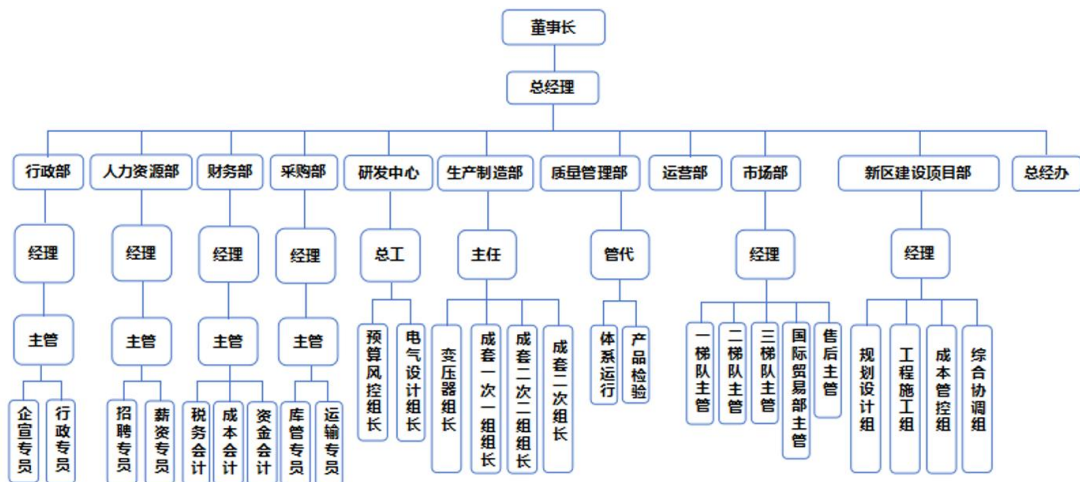 董事长
总经理
行政部
人力资源部
财务部
采购部
研发中心
生产制造部
质量管理部
运营部
市场部
新区建设项目部
总经办
经理
经理
经理
经理
总工
主任
管代
经理
经理
主管
主管
主管
主管
预算风控组长
电气设计组长
变压器组长
成套一次一组组长
成套二次二组组长
成套二次组长
体系运行
产品检验
一梯队主管
二梯队主管
三梯队主管
国际贸易部主管
售后主管
规划设计组
工程施工组
成本管控组
综合协调组
企宣专员
行政专员
招聘专员
薪资专员
税务会计
成本会计
资金会计
库管专员
运输专员